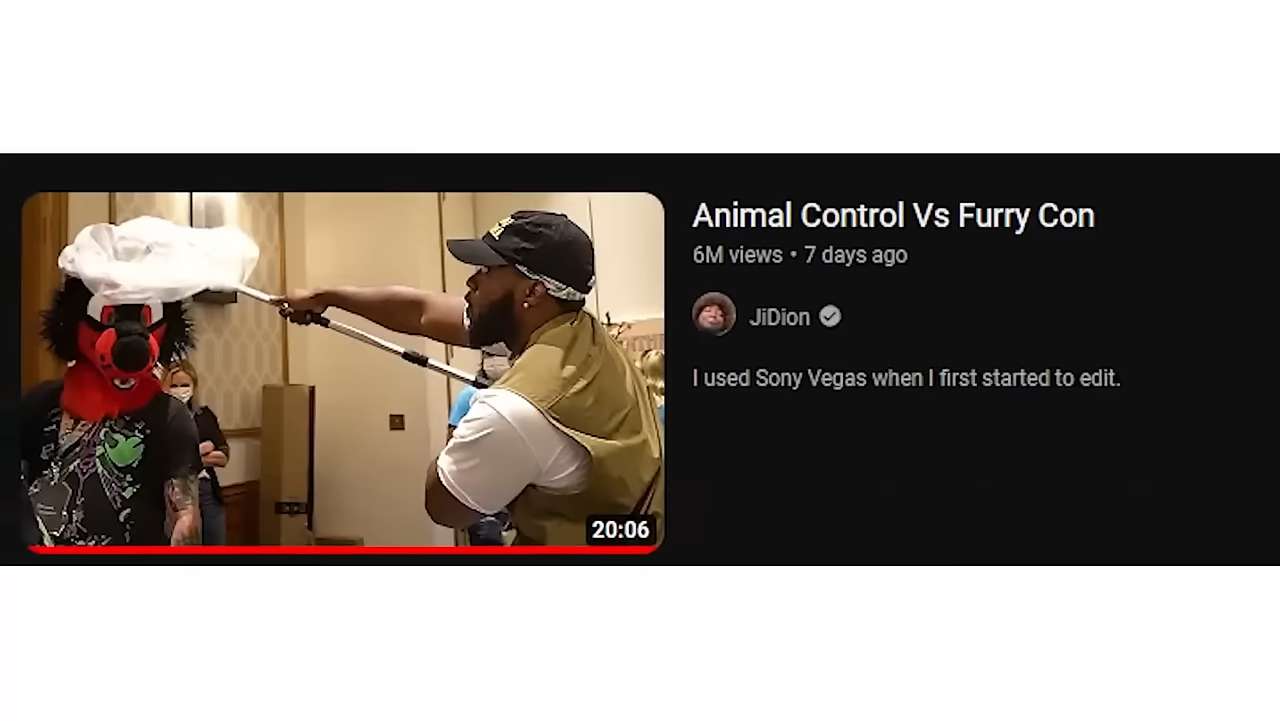 Animal Control Vs Furry Con
6M views • 7 days ago
JiDion
I used Sony Vegas when I first started to edit.
20:06